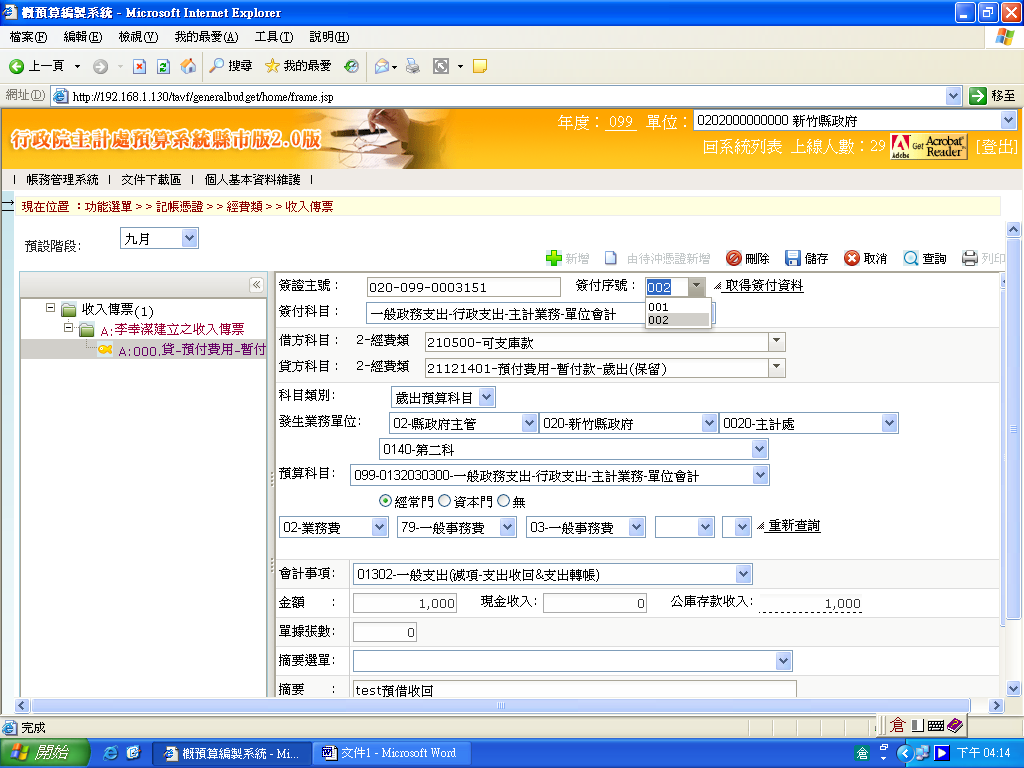 概預算編製系統 - Microsoft Internet Explorer
檔案(F) 編輯(E) 檢視(V) 我的最愛(A) 工具(T) 說明(H)
上一頁 搜尋 我的最愛
網址(D) http://192.168.1.130/tavf/generalbudget/home/frame.jsp 移至
行政院主計處預算系統縣市版2.0版
年度： 099 單位： 0202000000000 新竹縣政府
回系統列表 上線人數：29 Get Acrobat Reader Adobe [登出]
| 帳務管理系統 | 文件下載區 | 個人基本資料維護 |
現在位置 ：功能選單 > > 記帳憑證 > > 經費類 > > 收入傳票
預設階段: 九月
新增 由待沖憑證新增 刪除 儲存 取消 查詢 列印
«
收入傳票(1)
A:李幸潔建立之收入傳票
A:000.貸-預付費用-暫付
簽證主號： 020-099-0003151 簽付序號： 002 取得簽付資料
001
002
簽付科目： 一般政務支出-行政支出-主計業務-單位會計
借方科目： 2-經費類 210500-可支庫款
貸方科目： 2-經費類 21121401-預付費用-暫付款-歲出(保留)
科目類別: 歲出預算科目
發生業務單位: 02-縣政府主管 020-新竹縣政府 0020-主計處
0140-第二科
預算科目: 099-0132030300-一般政務支出-行政支出-主計業務-單位會計
經常門 資本門 無
02-業務費 79-一般事務費 03-一般事務費 重新查詢
會計事項: 01302-一般支出(減項-支出收回&支出轉帳)
金額 : 1,000 現金收入: 0 公庫存款收入: 1,000
單據張數: 0
摘要選單:
摘要 : test預借收回
完成
倉
開始 概預算編製系統 - Mi... 文件1 - Microsoft Word 倉 下午 04:14